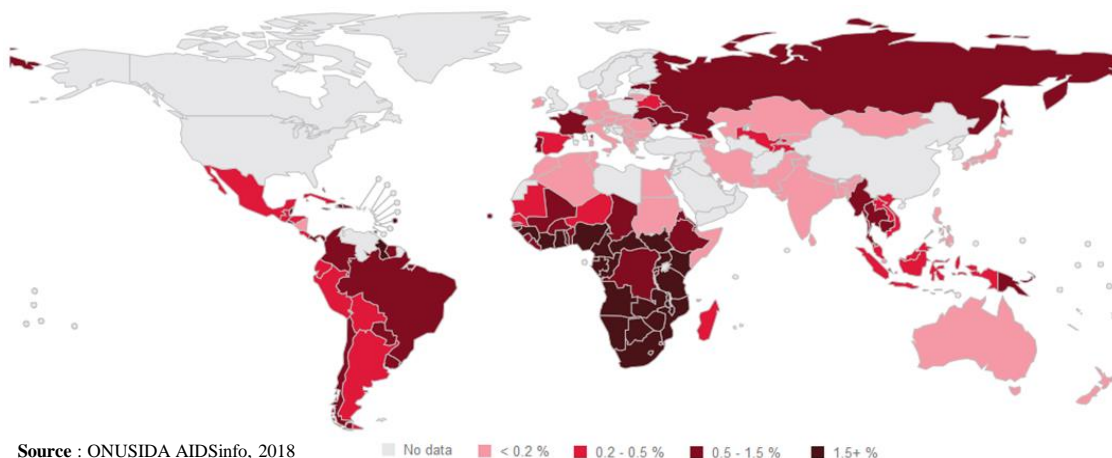 Source : ONUSIDA AIDSinfo, 2018
No data
< 0.2 %
0.2 - 0.5 %
0.5 - 1.5 %
1.5+ %